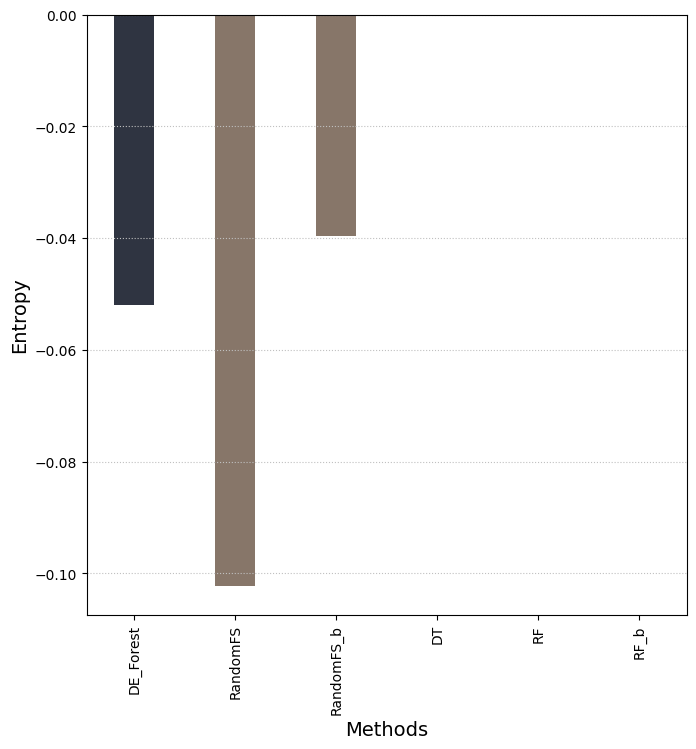 0.00
−0.02
−0.04
−0.06
−0.08
−0.10
Entropy
DE_Forest
RandomFS
RandomFS_b
DT
RF
RF_b
Methods